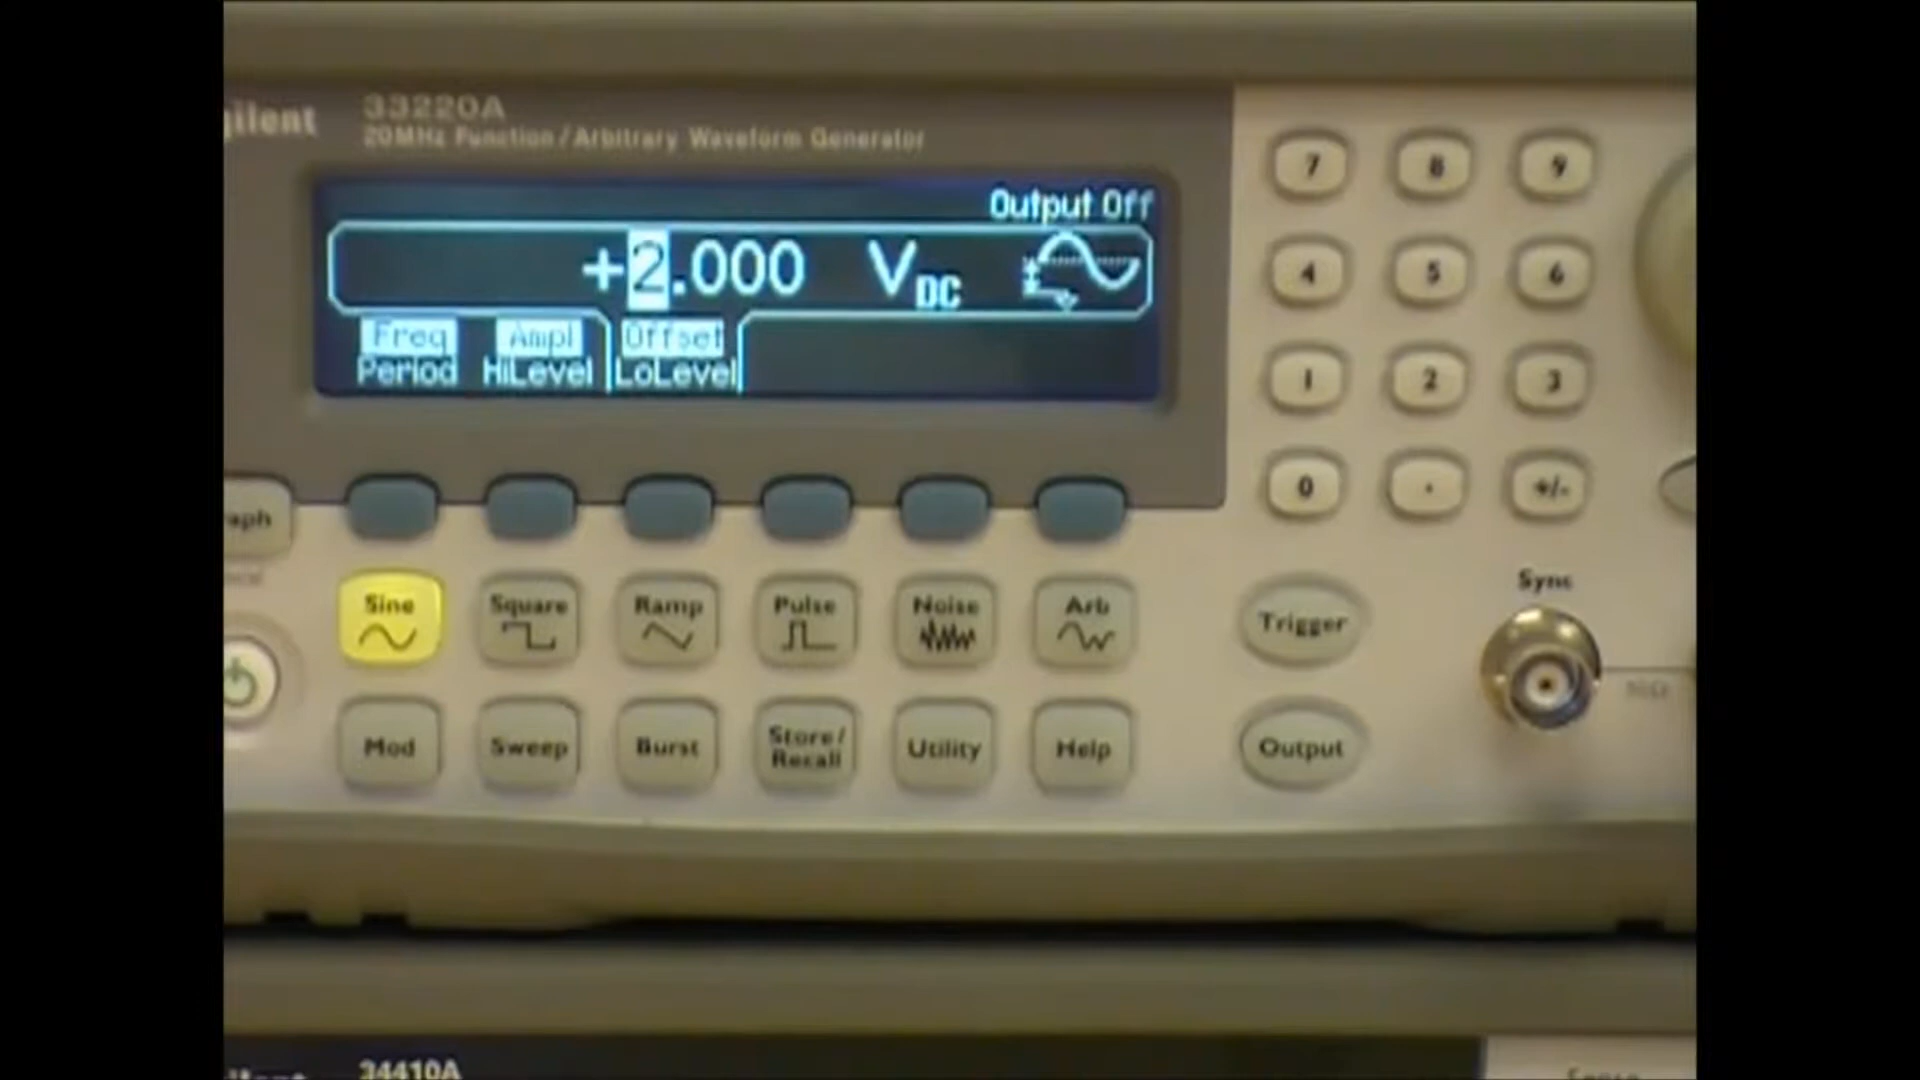 gilent 33220A
20MHz Function/Arbitrary Waveform Generator
Output Off
+2.000 VDC
Freq Ampl Offset
Period HiLevel LoLevel
7 8 9
4 5 6
1 2 3
0 . +/-
raph
Sine Square Ramp Pulse Noise Arb
Trigger
Sync
Mod Sweep Burst Store/
Recall Utility Help
Output
34410A